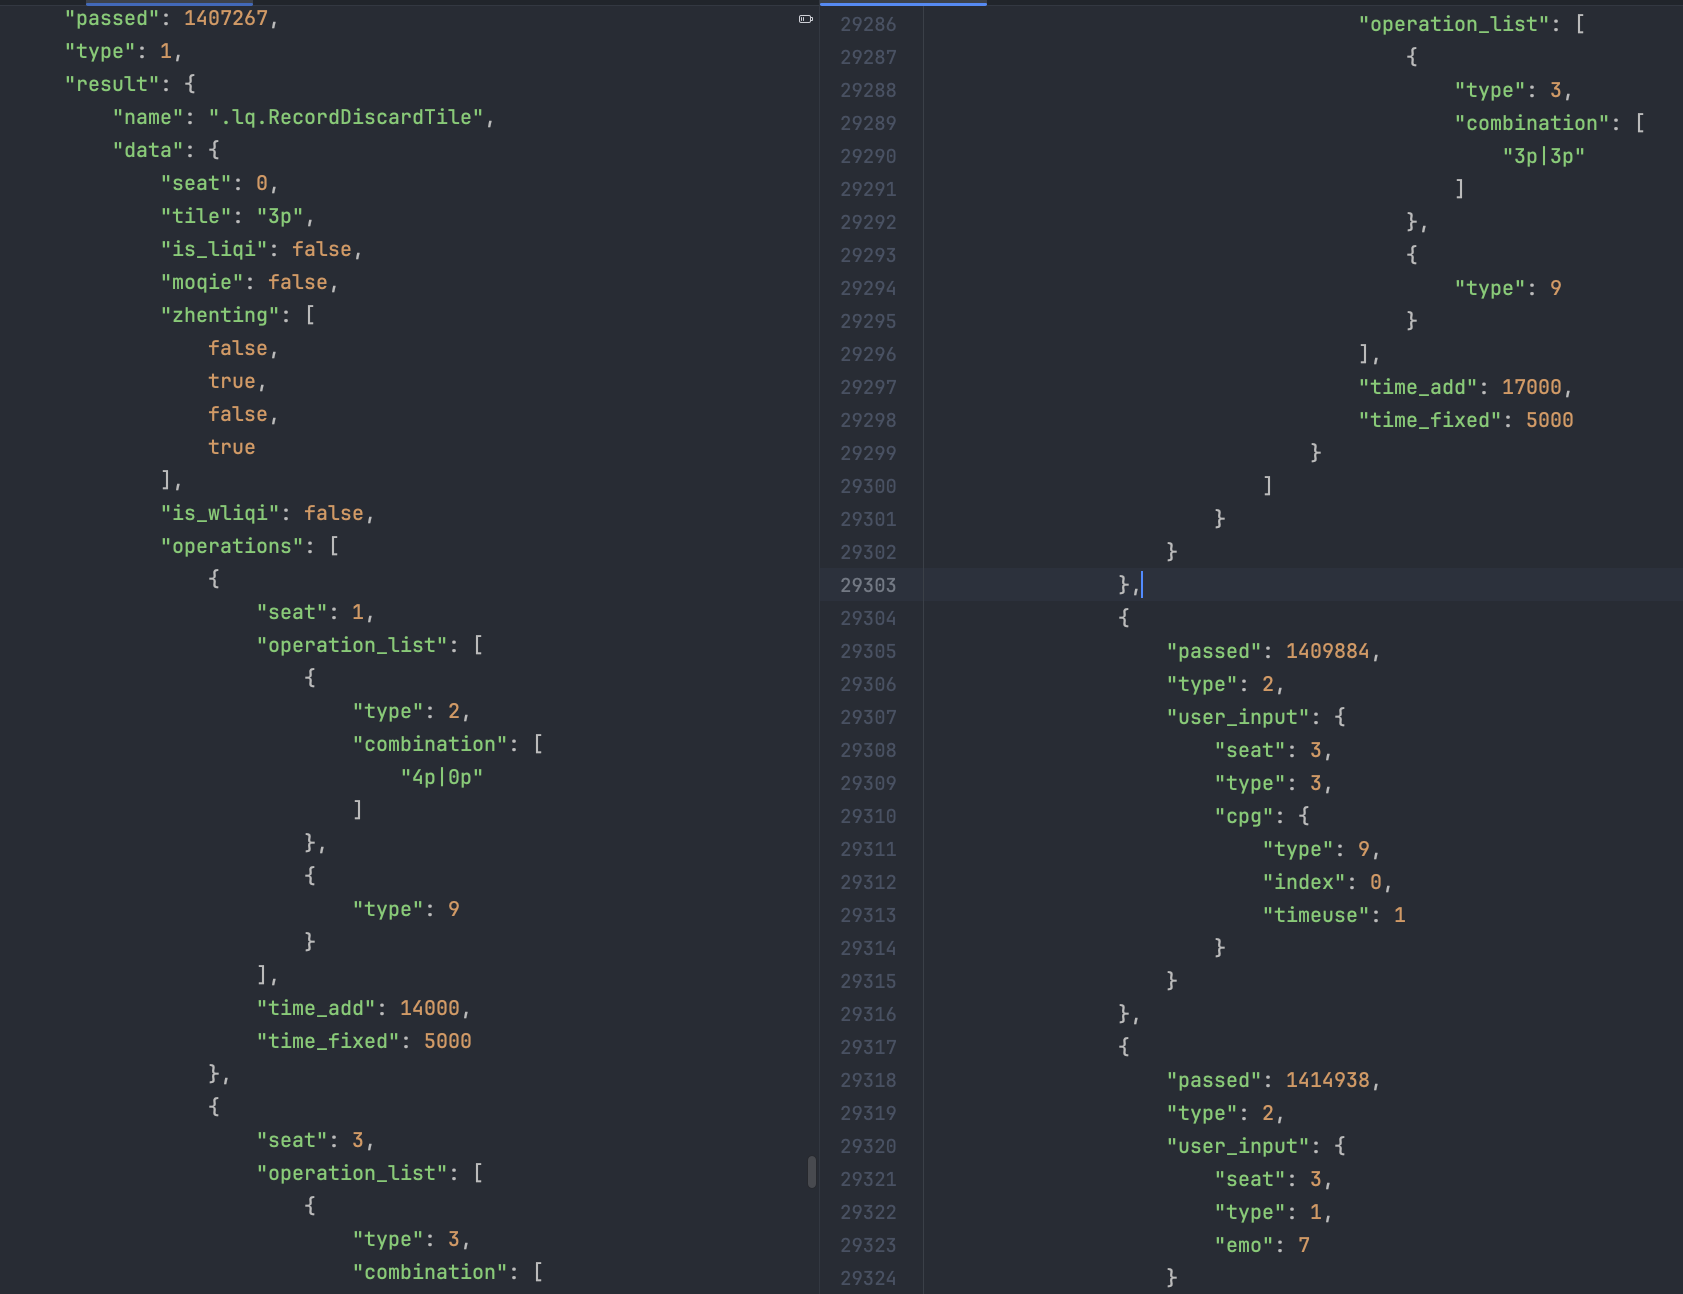 "passed": 1407267,
"type": 1,
"result": {
"name": ".lq.RecordDiscardTile",
"data": {
"seat": 0,
"tile": "3p",
"is_liqi": false,
"moqie": false,
"zhenting": [
false,
true,
false,
true
],
"is_wliqi": false,
"operations": [
{
"seat": 1,
"operation_list": [
{
"type": 2,
"combination": [
"4p|0p"
]
},
{
"type": 9
}
],
"time_add": 14000,
"time_fixed": 5000
},
{
"seat": 3,
"operation_list": [
{
"type": 3,
"combination": [
29286 "operation_list": [
29287 {
29288 "type": 3,
29289 "combination": [
29290 "3p|3p"
29291 ]
29292 },
29293 {
29294 "type": 9
29295 }
29296 ],
29297 "time_add": 17000,
29298 "time_fixed": 5000
29299 }
29300 ]
29301 }
29302 }
29303 },
29304 {
29305 "passed": 1409884,
29306 "type": 2,
29307 "user_input": {
29308 "seat": 3,
29309 "type": 3,
29310 "cpg": {
29311 "type": 9,
29312 "index": 0,
29313 "timeuse": 1
29314 }
29315 }
29316 },
29317 {
29318 "passed": 1414938,
29319 "type": 2,
29320 "user_input": {
29321 "seat": 3,
29322 "type": 1,
29323 "emo": 7
29324 }